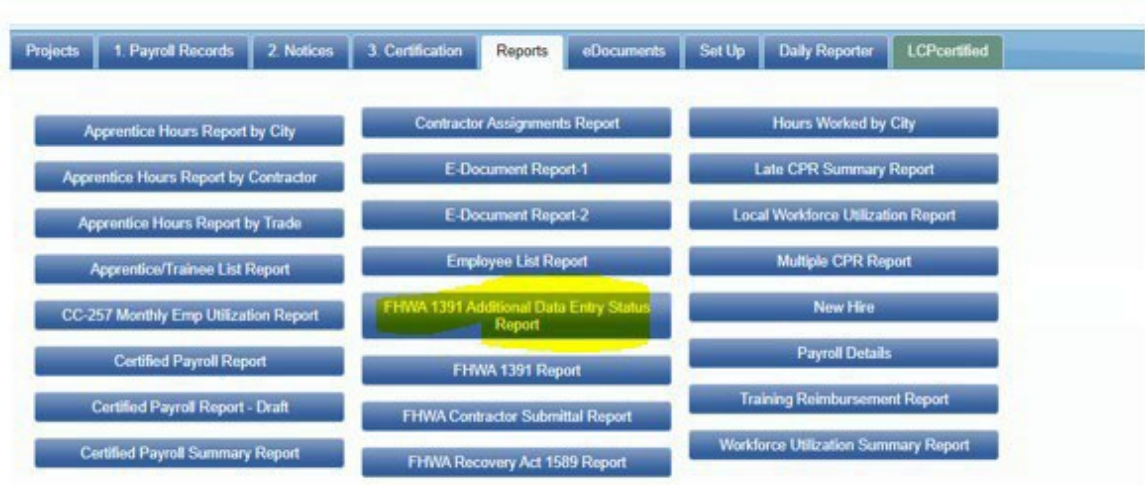 Projects
1. Payroll Records
2. Notices
3. Certification
Reports
eDocuments
Set Up
Daily Reporter
LCPcertified
Apprentice Hours Report by City
Apprentice Hours Report by Contractor
Apprentice Hours Report by Trade
Apprentice/Trainee List Report
CC-257 Monthly Emp Utilization Report
Certified Payroll Report
Certified Payroll Report - Draft
Certified Payroll Summary Report
Contractor Assignments Report
E-Document Report-1
E-Document Report-2
Employee List Report
FHWA 1391 Additional Data Entry Status
Report
FHWA 1391 Report
FHWA Contractor Submittal Report
FHWA Recovery Act 1589 Report
Hours Worked by City
Late CPR Summary Report
Local Workforce Utilization Report
Multiple CPR Report
New Hire
Payroll Details
Training Reimbursement Report
Workforce Utilization Summary Report